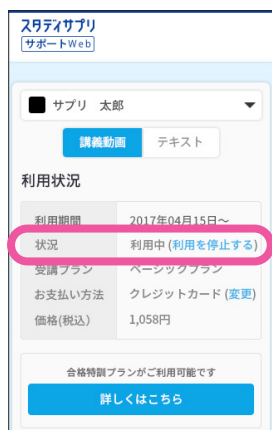 スタディサプリ
サポートWeb
サプリ 太郎
講義動画 テキスト
利用状況
利用期間 2017年04月15日～
状況 利用中 (利用を停止する)
受講プラン ベーシックプラン
お支払い方法 クレジットカード (変更)
価格(税込) 1,058円
合格特訓プランがご利用可能です
詳しくはこちら